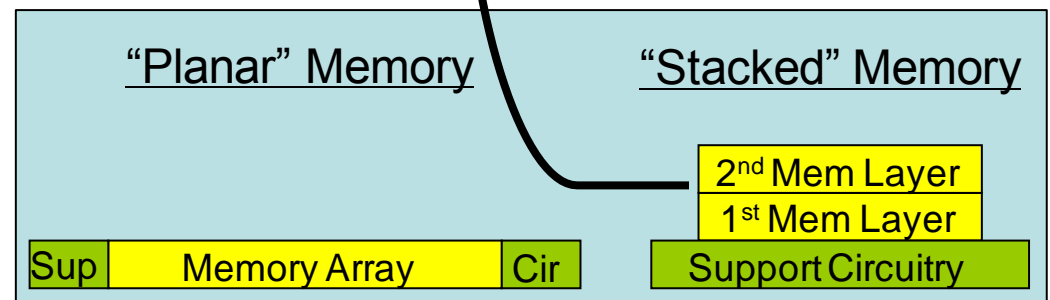 “Planar” Memory
“Stacked” Memory
2nd Mem Layer
1st Mem Layer
Sup Memory Array Cir
Support Circuitry